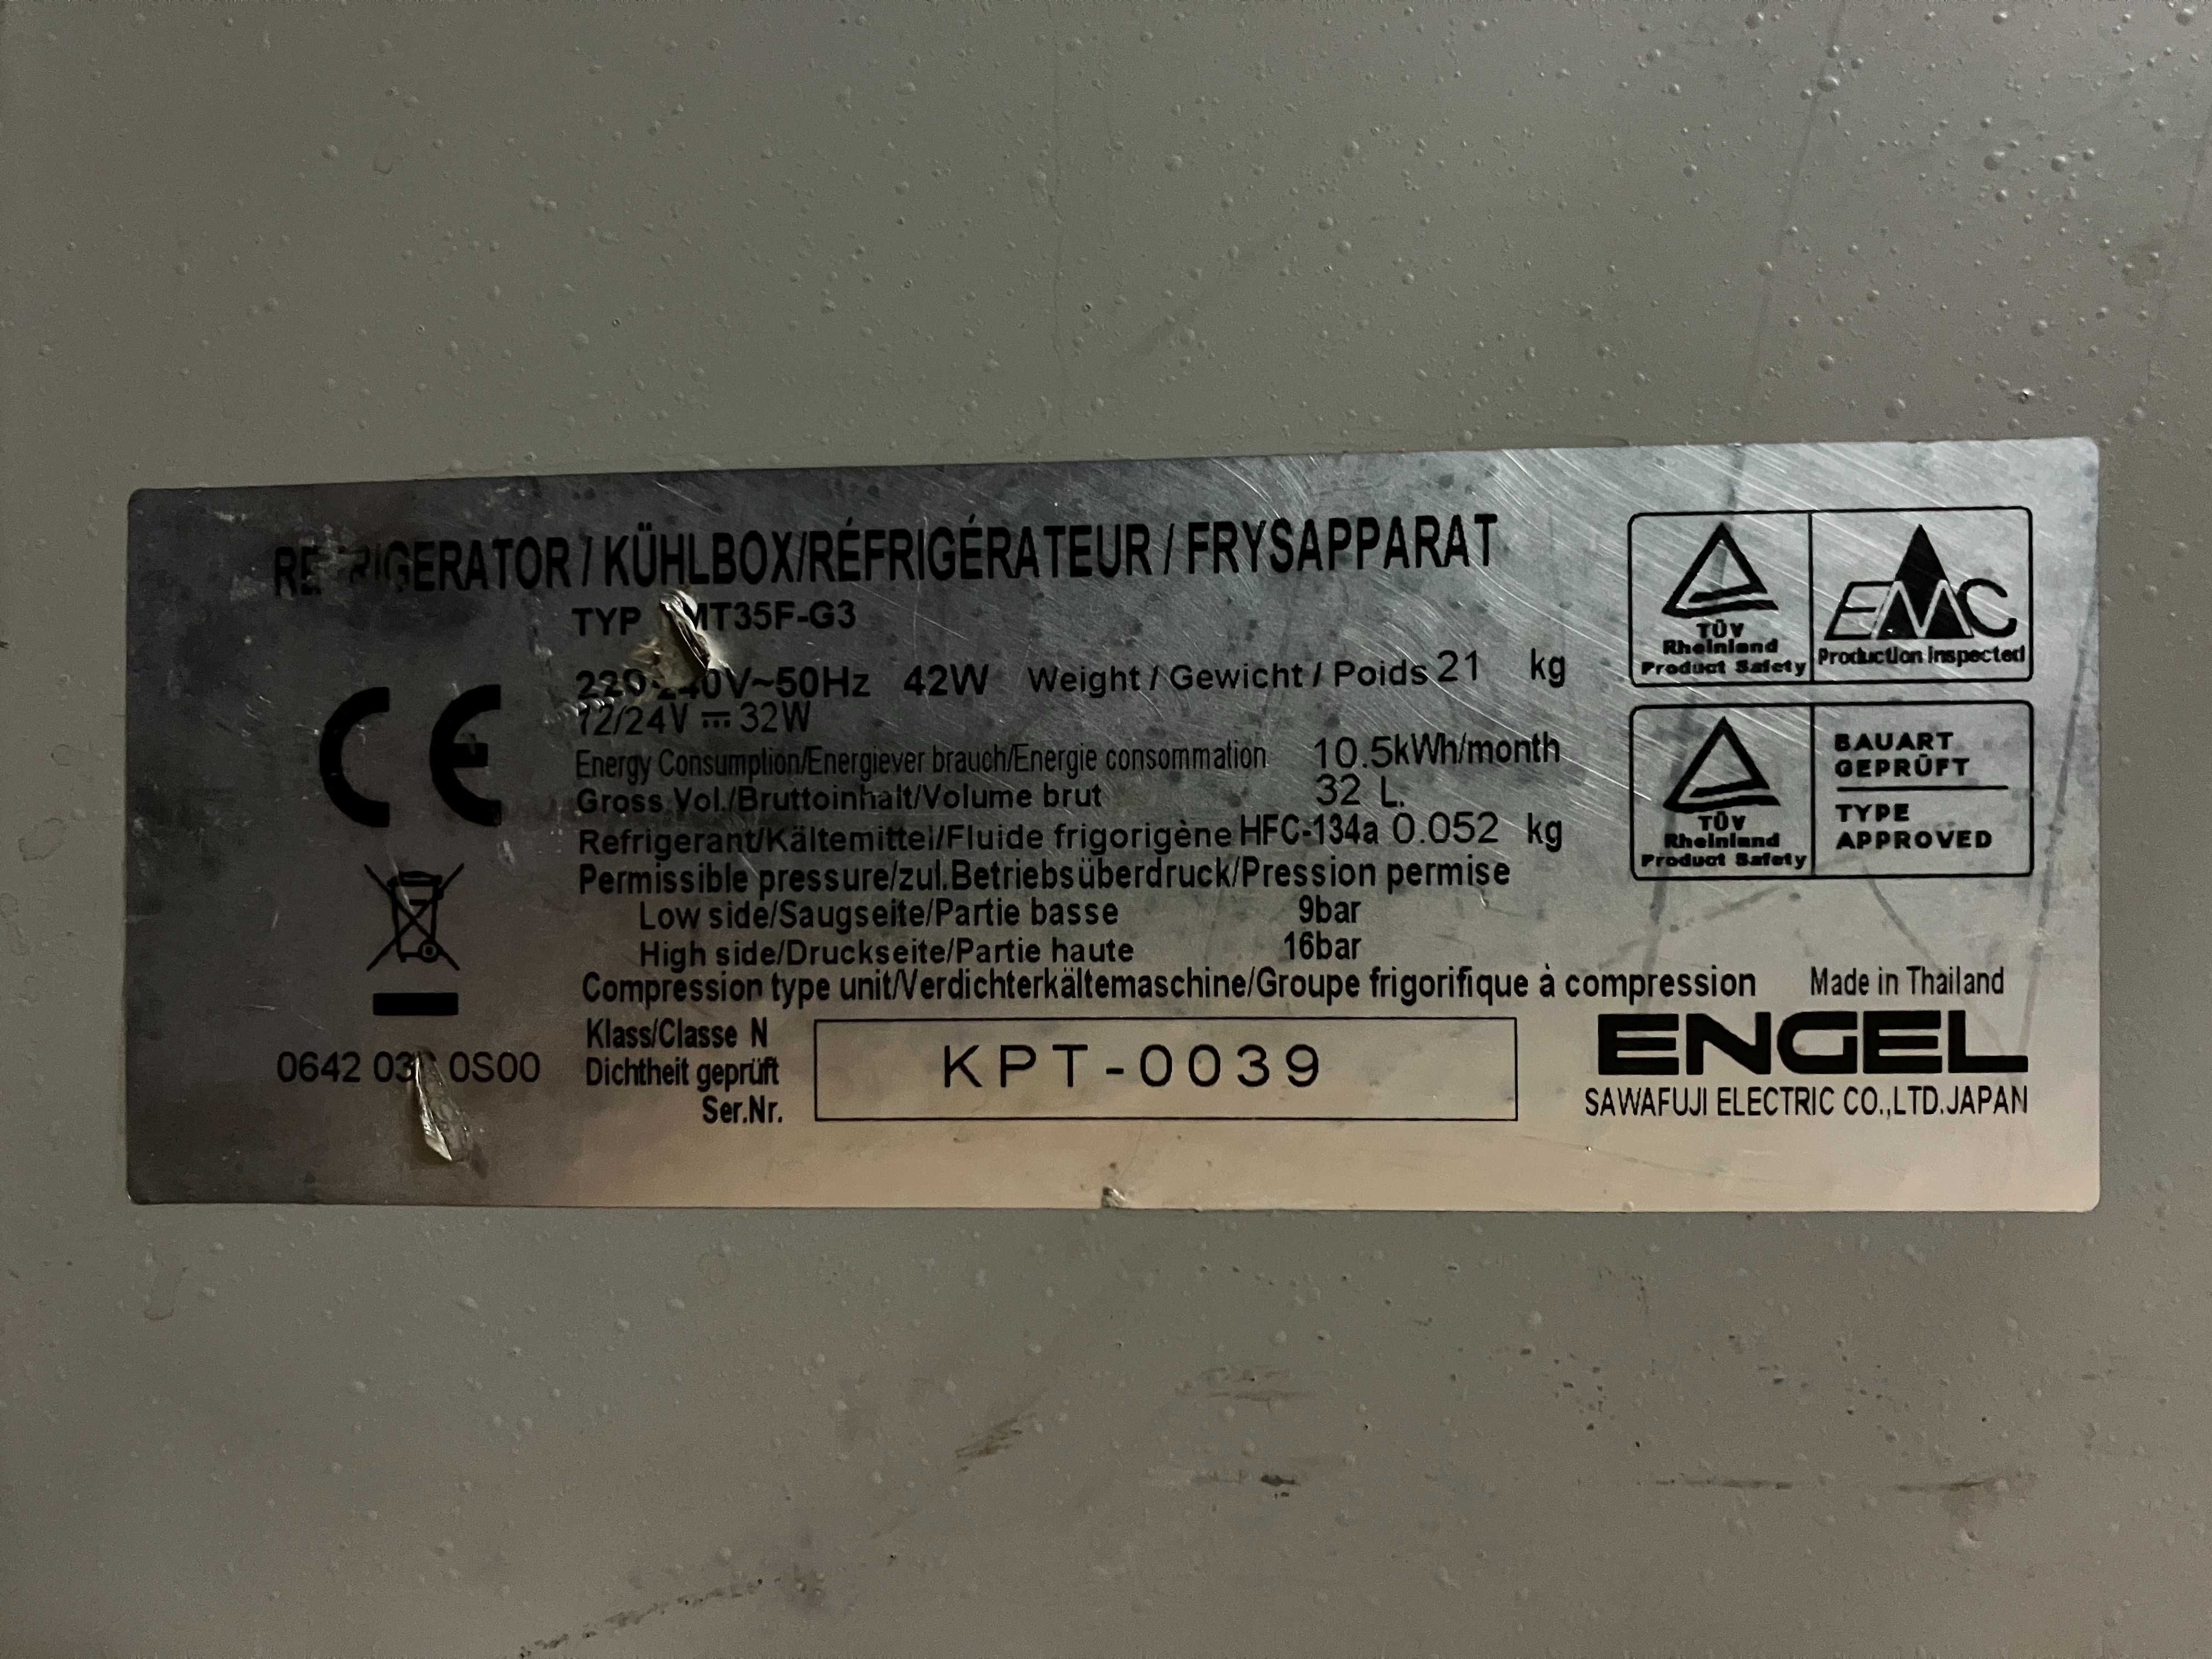 REFRIGERATOR / KÜHLBOX/RÉFRIGÉRATEUR / FRYSAPPARAT
TYP MT35F-G3
220-240V~50Hz 42W Weight / Gewicht / Poids 21 kg
12/24V ⎓ 32W
Energy Consumption/Energiever brauch/Energie consommation 10.5kWh/month
Gross Vol./Bruttoinhalt/Volume brut 32 L.
Refrigerant/Kältemittel/Fluide frigorigène HFC-134a 0.052 kg
Permissible pressure/zul.Betriebsüberdruck/Pression permise
Low side/Saugseite/Partie basse 9bar
High side/Druckseite/Partie haute 16bar
Compression type unit/Verdichterkältemaschine/Groupe frigorifique à compression
Klass/Classe N
Dichtheit geprüft
Ser.Nr.
KPT-0039
CE
0642 0S00
TÜV
Rheinland
Product Safety
EMC
Production Inspected
TÜV
Rheinland
Product Safety
BAUART
GEPRÜFT
TYPE
APPROVED
Made in Thailand
ENGEL
SAWAFUJI ELECTRIC CO.,LTD.JAPAN